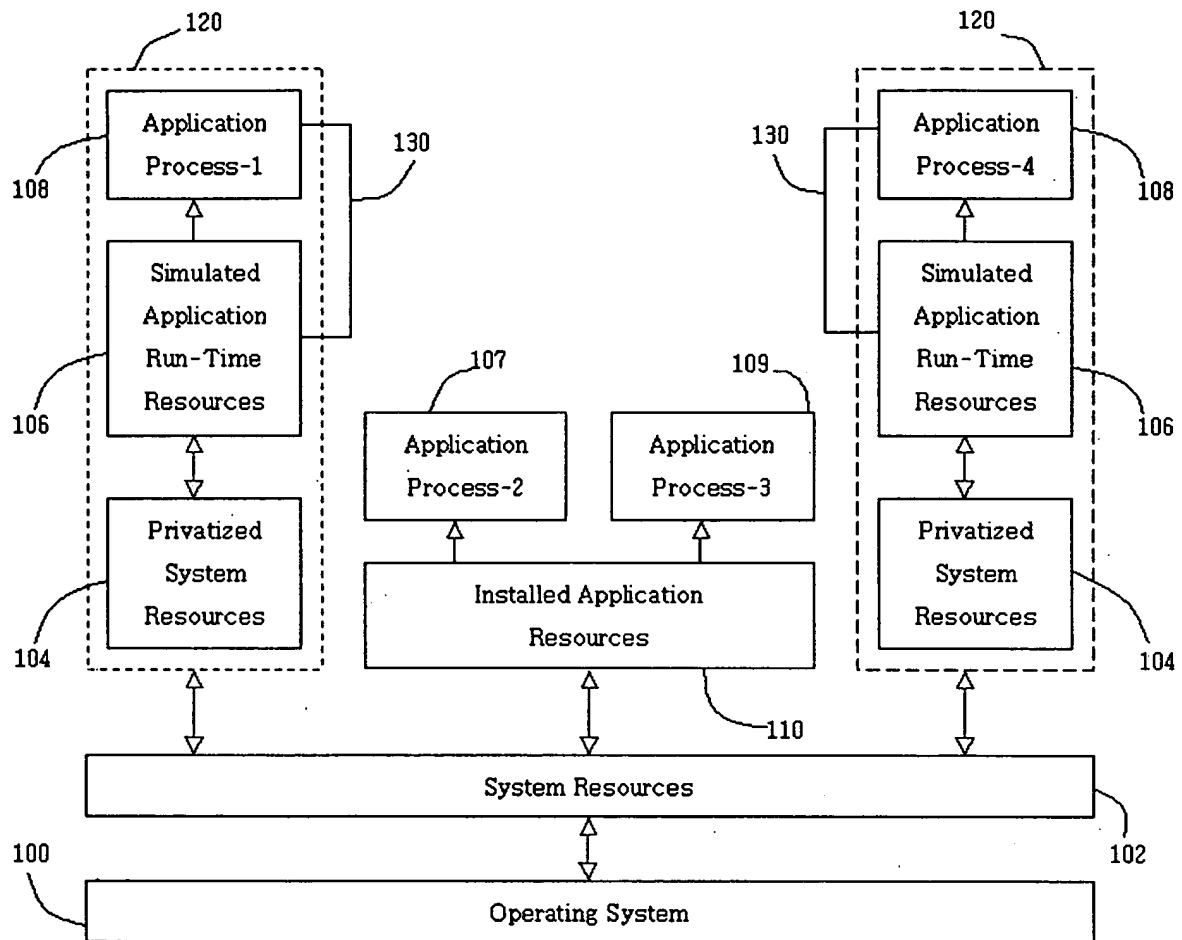 120
120
Application
Process-1
130
108
Simulated
Application
Run-Time
Resources
106
Privatized
System
Resources
104
107
Application
Process-2
109
Application
Process-3
Installed Application
Resources
110
130
Application
Process-4
108
Simulated
Application
Run-Time
Resources
106
Privatized
System
Resources
104
System Resources
102
100
Operating System